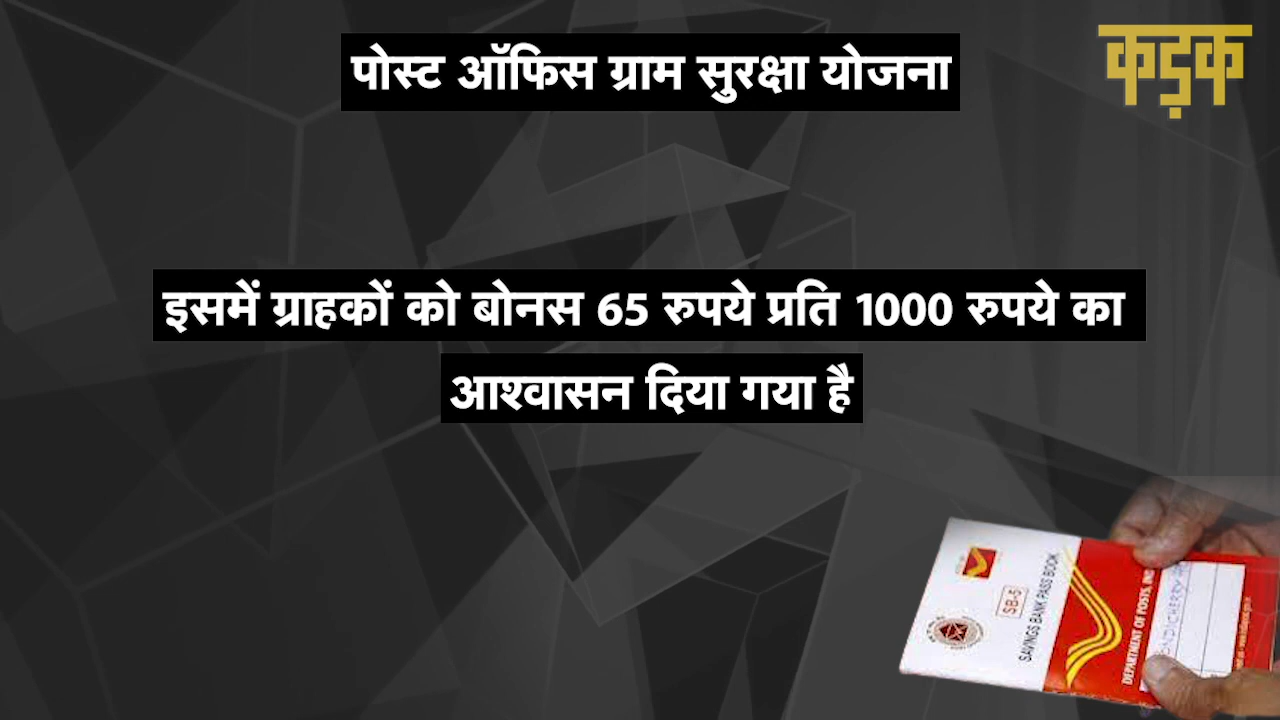 पोस्ट ऑफिस ग्राम सुरक्षा योजना
कड़क
इसमें ग्राहकों को बोनस 65 रुपये प्रति 1000 रुपये का
आश्वासन दिया गया है
SB-5
SAVINGS BANK PASS BOOK
DEPARTMENT OF POSTS,